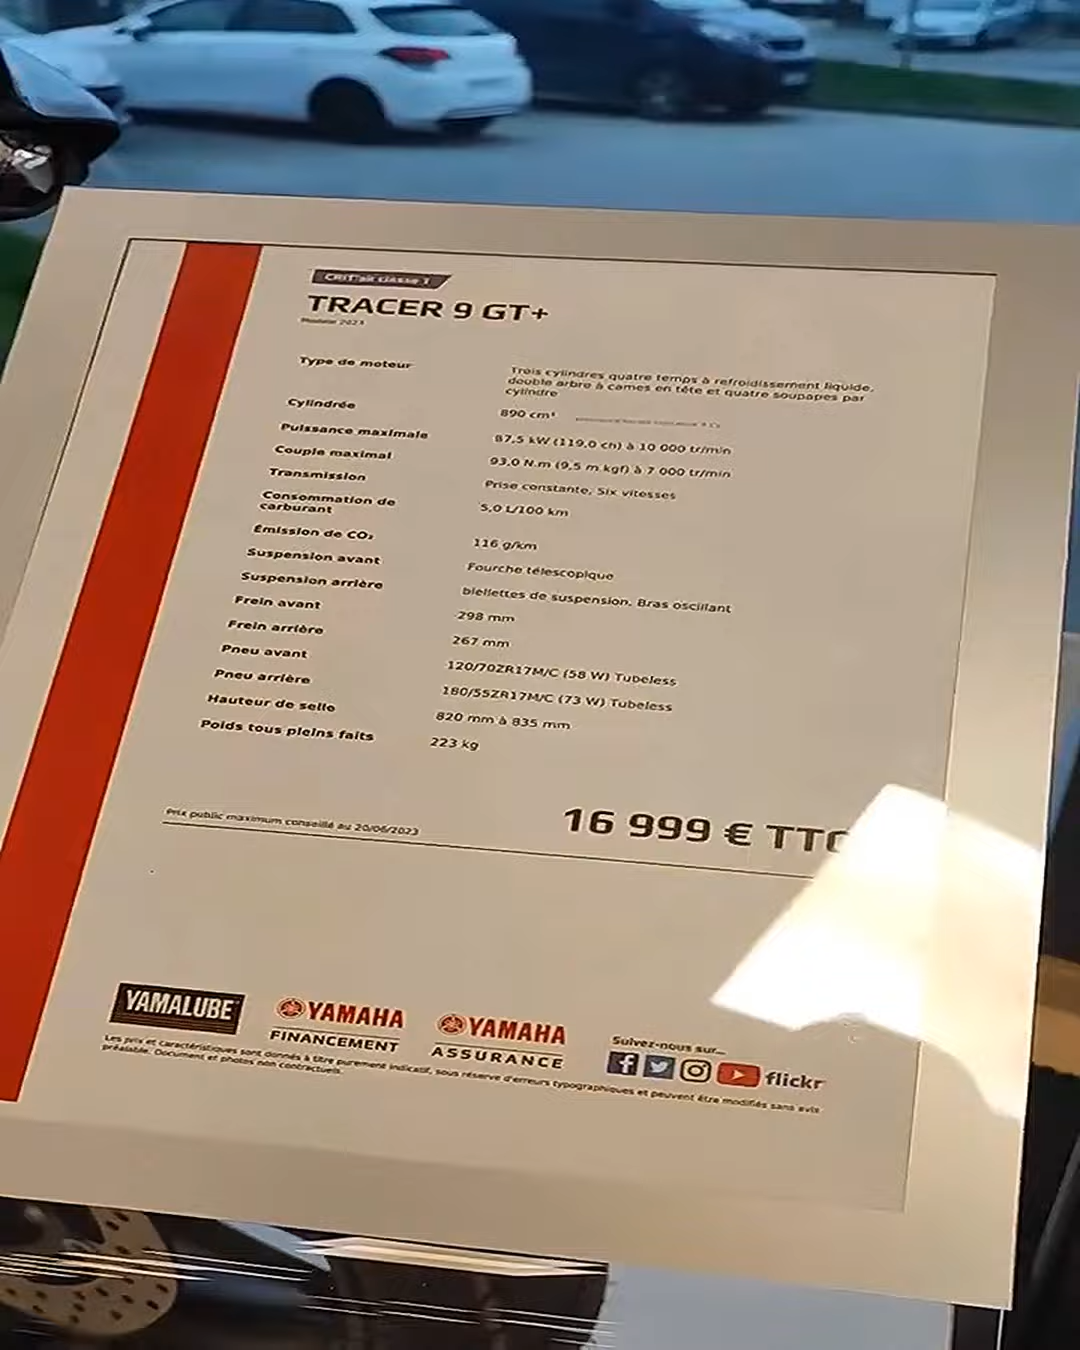 CRIT'air classe 1
TRACER 9 GT+
Modèle 2023
Type de moteur
Trois cylindres quatre temps à refroidissement liquide,
double arbre à cames en tête et quatre soupapes par
cylindre
Cylindrée
890 cm³
Puissance maximale
87,5 kW (119,0 ch) à 10 000 tr/min
Couple maximal
93,0 N.m (9,5 m.kgf) à 7 000 tr/min
Transmission
Prise constante, Six vitesses
Consommation de
carburant
5,0 L/100 km
Émission de CO₂
116 g/km
Suspension avant
Fourche télescopique
Suspension arrière
biellettes de suspension, Bras oscillant
Frein avant
298 mm
Frein arrière
267 mm
Pneu avant
120/70ZR17M/C (58 W) Tubeless
Pneu arrière
180/55ZR17M/C (73 W) Tubeless
Hauteur de selle
820 mm à 835 mm
Poids tous pleins faits
223 kg
Prix public maximum conseillé au 20/06/2023
16 999 € TTC
YAMALUBE
YAMAHA
FINANCEMENT
YAMAHA
ASSURANCE
Suivez-nous sur...
flickr
Les prix et caractéristiques sont donnés à titre purement indicatif, sous réserve d'erreurs typographiques et peuvent être modifiés sans avis
préalable. Document et photos non contractuels.